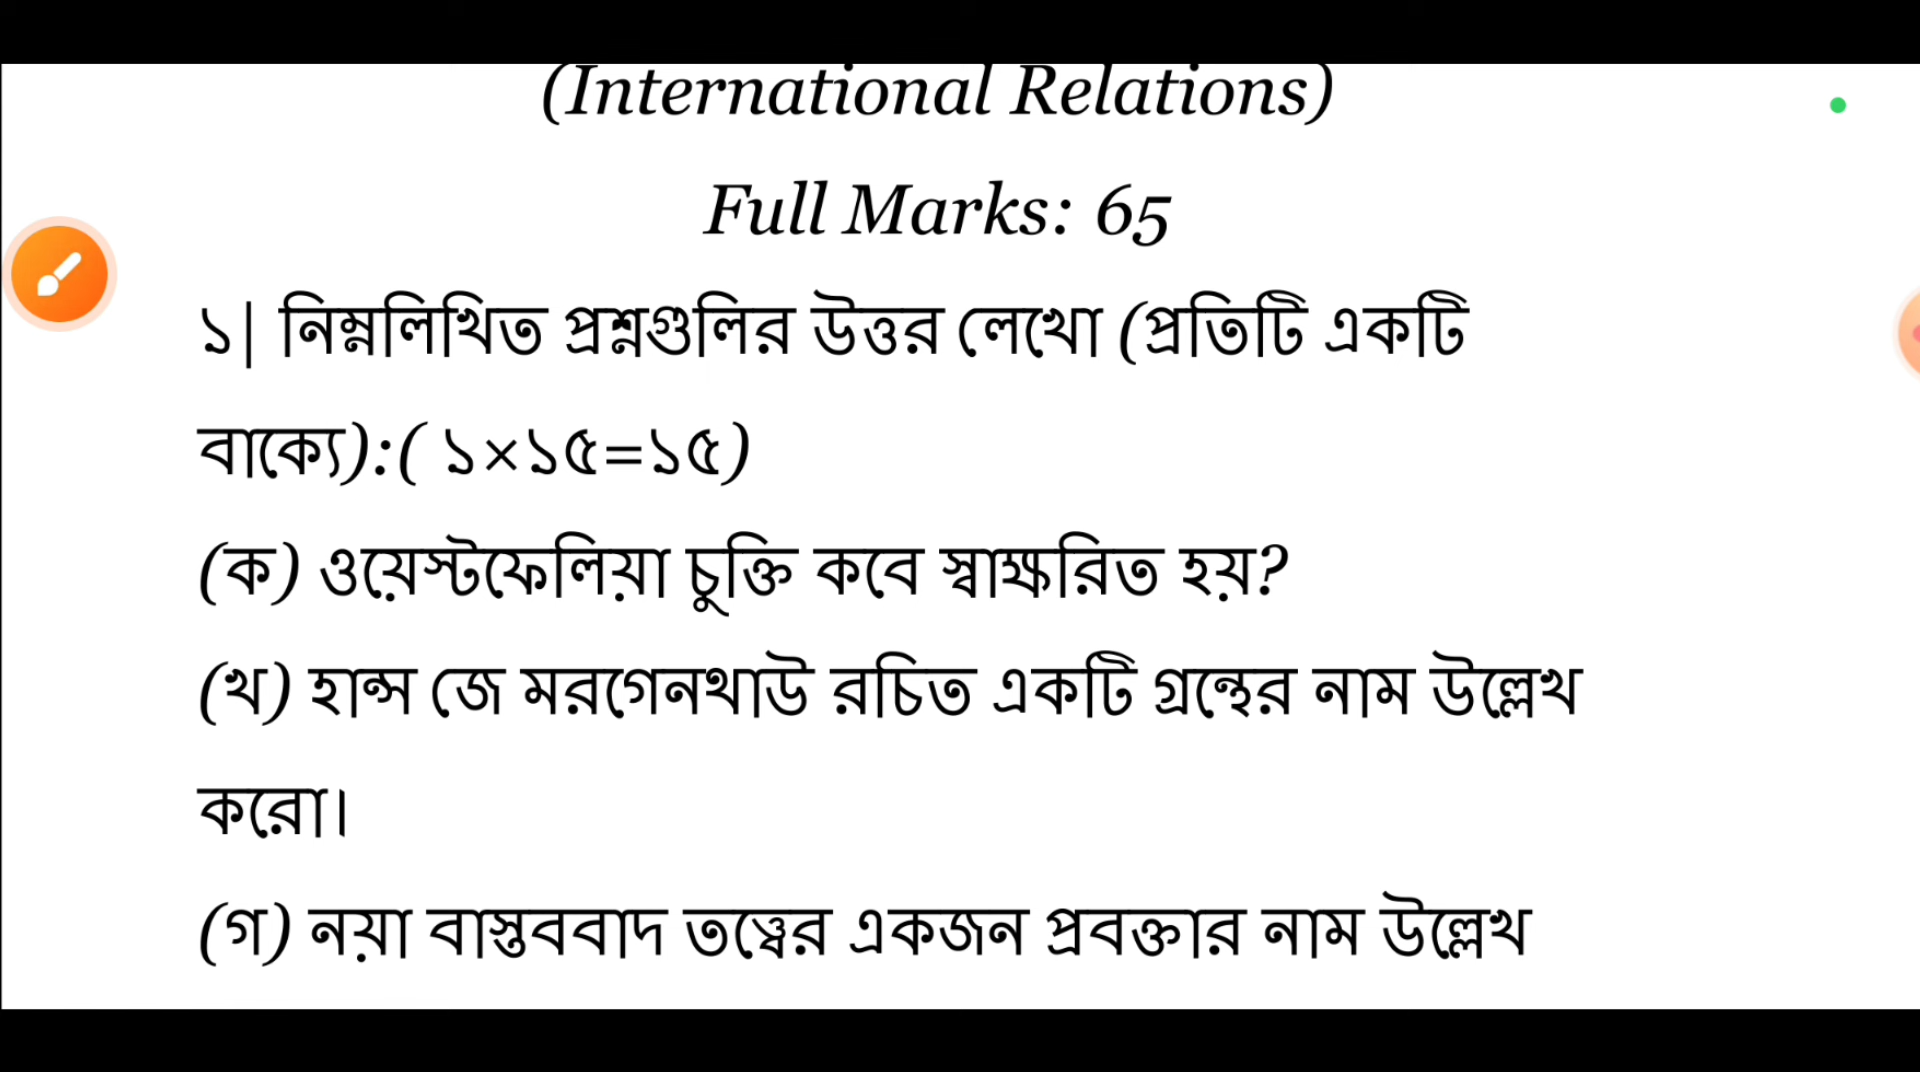 (International Relations)
Full Marks: 65
১| নিম্নলিখিত প্রশ্নগুলির উত্তর লেখো (প্রতিটি একটি
বাক্যে):( ১×১৫=১৫)
(ক) ওয়েস্টফেলিয়া চুক্তি কবে স্বাক্ষরিত হয়?
(খ) হান্স জে মরগেনথাউ রচিত একটি গ্রন্থের নাম উল্লেখ
করো।
(গ) নয়া বাস্তববাদ তত্ত্বের একজন প্রবক্তার নাম উল্লেখ